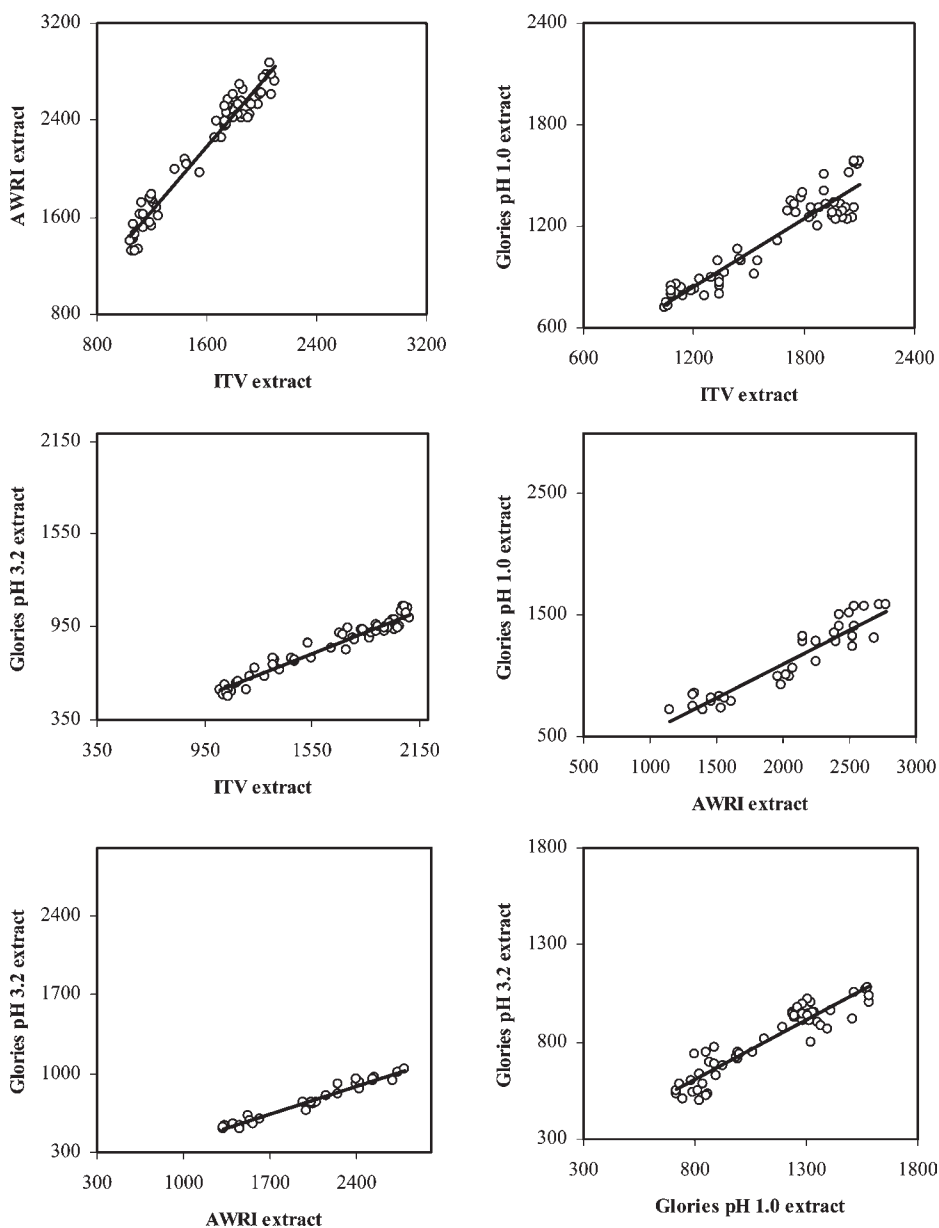 3200
2400
1600
800
AWRI extract
800 1600 2400 3200
ITV extract
2400
1800
1200
600
Glories pH 1.0 extract
600 1200 1800 2400
ITV extract
2150
1550
950
350
Glories pH 3.2 extract
350 950 1550 2150
ITV extract
2500
1500
500
Glories pH 1.0 extract
500 1000 1500 2000 2500 3000
AWRI extract
2400
1700
1000
300
Glories pH 3.2 extract
300 1000 1700 2400
AWRI extract
1800
1300
800
300
Glories pH 3.2 extract
300 800 1300 1800
Glories pH 1.0 extract